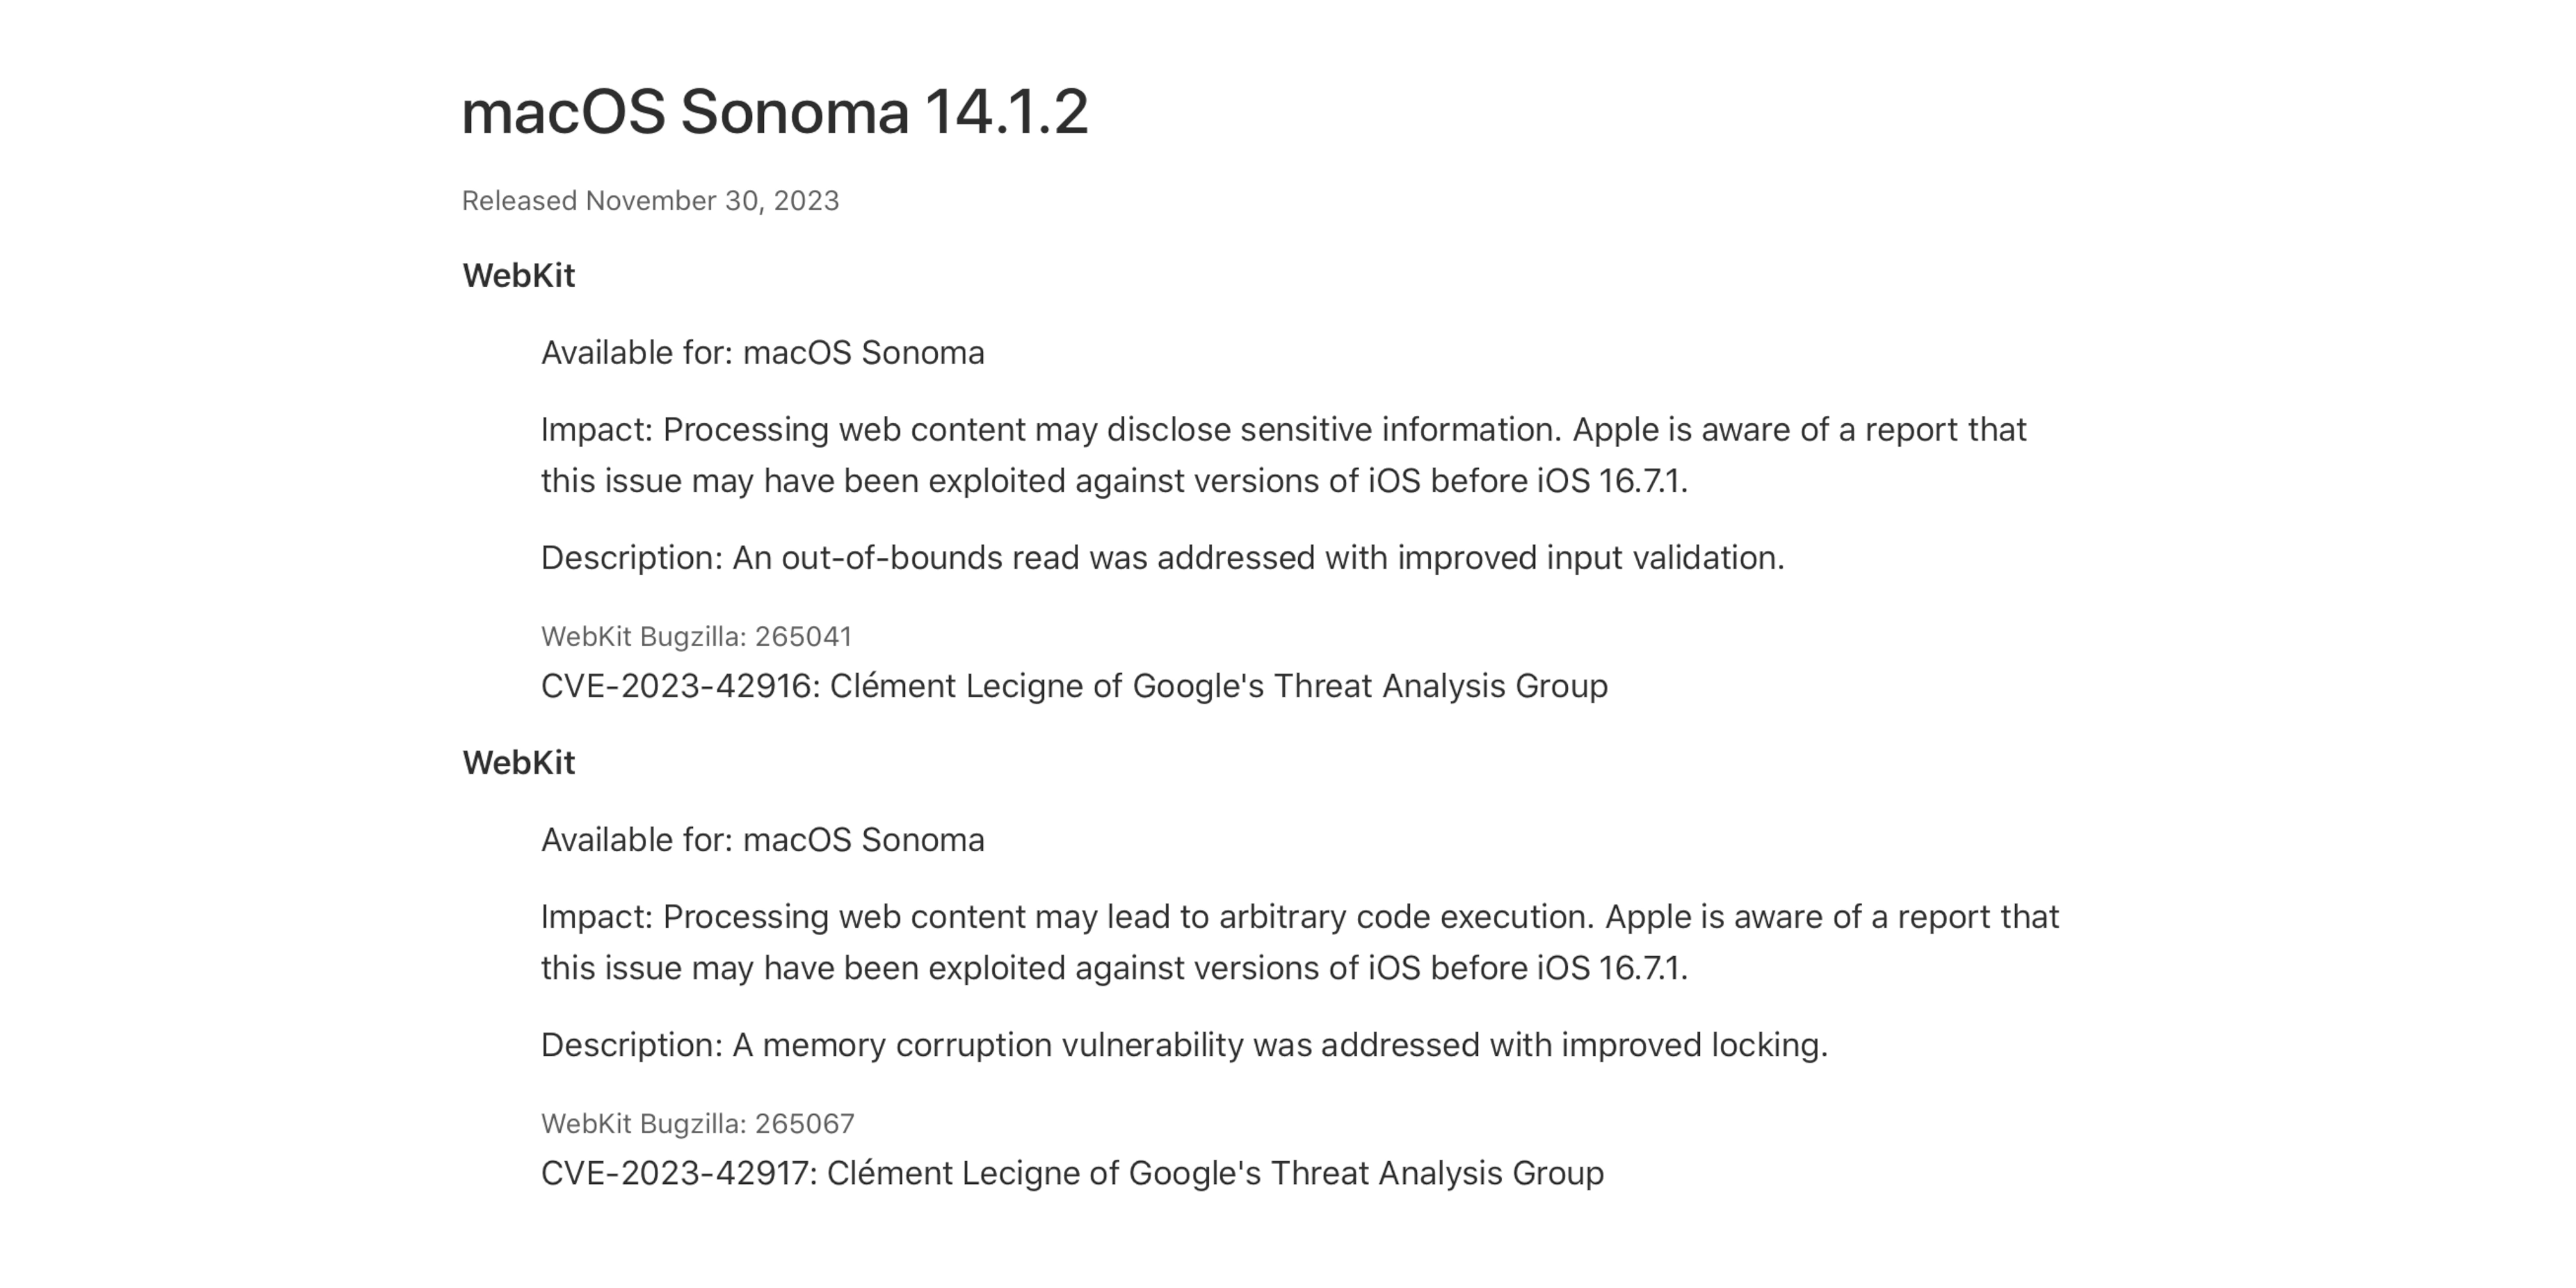 macOS Sonoma 14.1.2
Released November 30, 2023
WebKit
Available for: macOS Sonoma
Impact: Processing web content may disclose sensitive information. Apple is aware of a report that
this issue may have been exploited against versions of iOS before iOS 16.7.1.
Description: An out-of-bounds read was addressed with improved input validation.
WebKit Bugzilla: 265041
CVE-2023-42916: Clément Lecigne of Google's Threat Analysis Group
WebKit
Available for: macOS Sonoma
Impact: Processing web content may lead to arbitrary code execution. Apple is aware of a report that
this issue may have been exploited against versions of iOS before iOS 16.7.1.
Description: A memory corruption vulnerability was addressed with improved locking.
WebKit Bugzilla: 265067
CVE-2023-42917: Clément Lecigne of Google's Threat Analysis Group